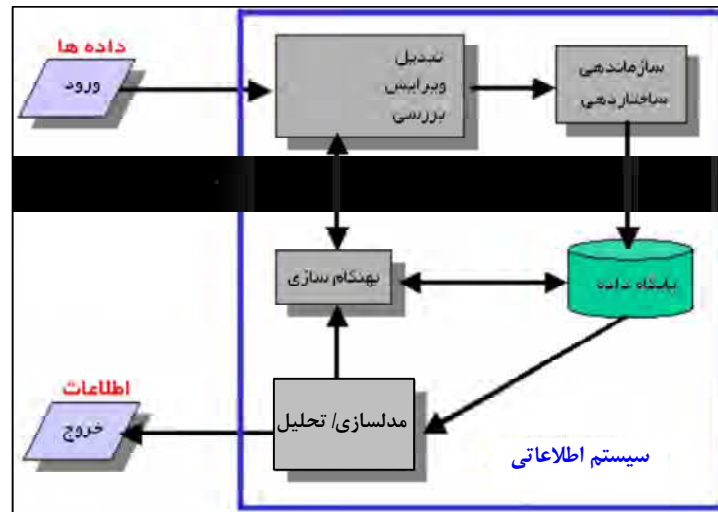 داده ها
ورود
تبدیل
ویرایش
بررسی
سازماندهی
ساختاردهی
بهنگام سازی
پایگاه داده
اطلاعات
خروج
مدلسازی/ تحلیل
سیستم اطلاعاتی